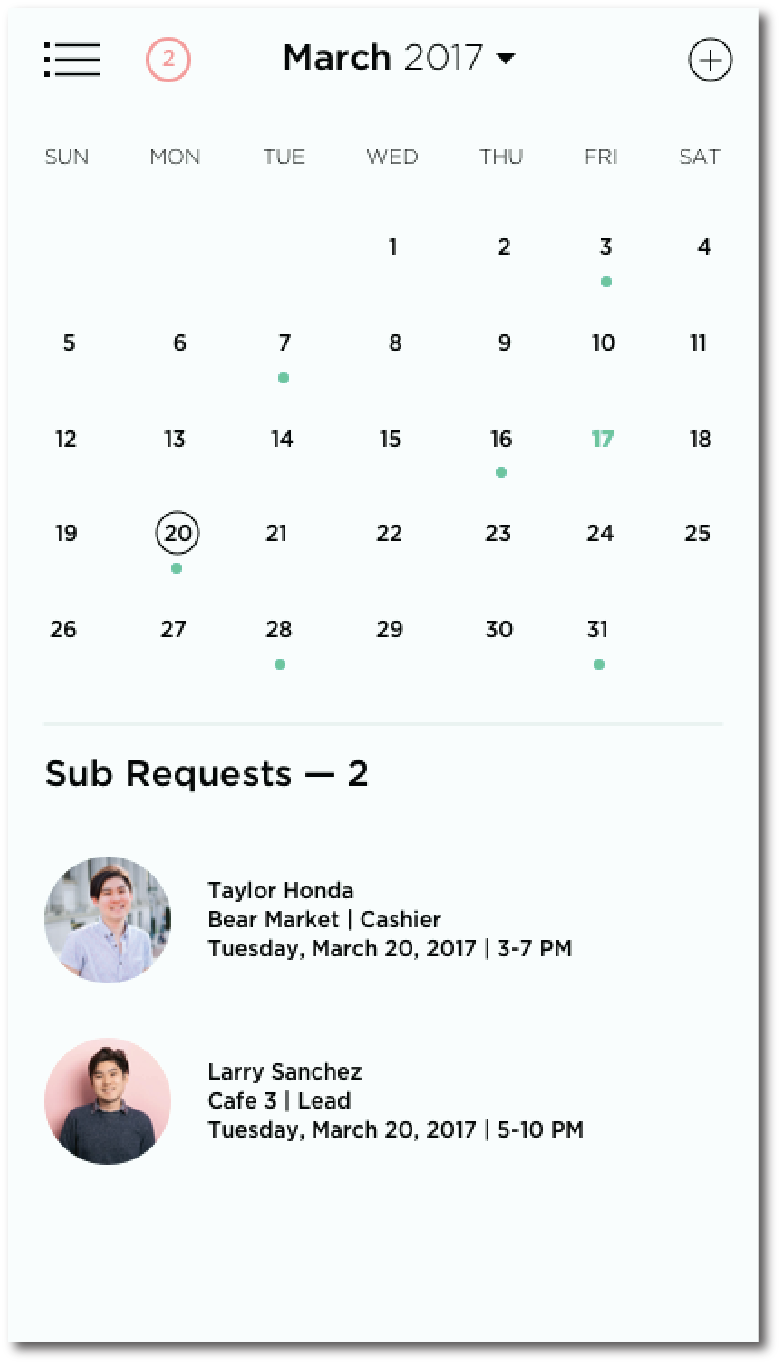 2 March 2017
SUN MON TUE WED THU FRI SAT
1 2 3 4
5 6 7 8 9 10 11
12 13 14 15 16 17 18
19 20 21 22 23 24 25
26 27 28 29 30 31
Sub Requests — 2
Taylor Honda
Bear Market | Cashier
Tuesday, March 20, 2017 | 3-7 PM
Larry Sanchez
Cafe 3 | Lead
Tuesday, March 20, 2017 | 5-10 PM